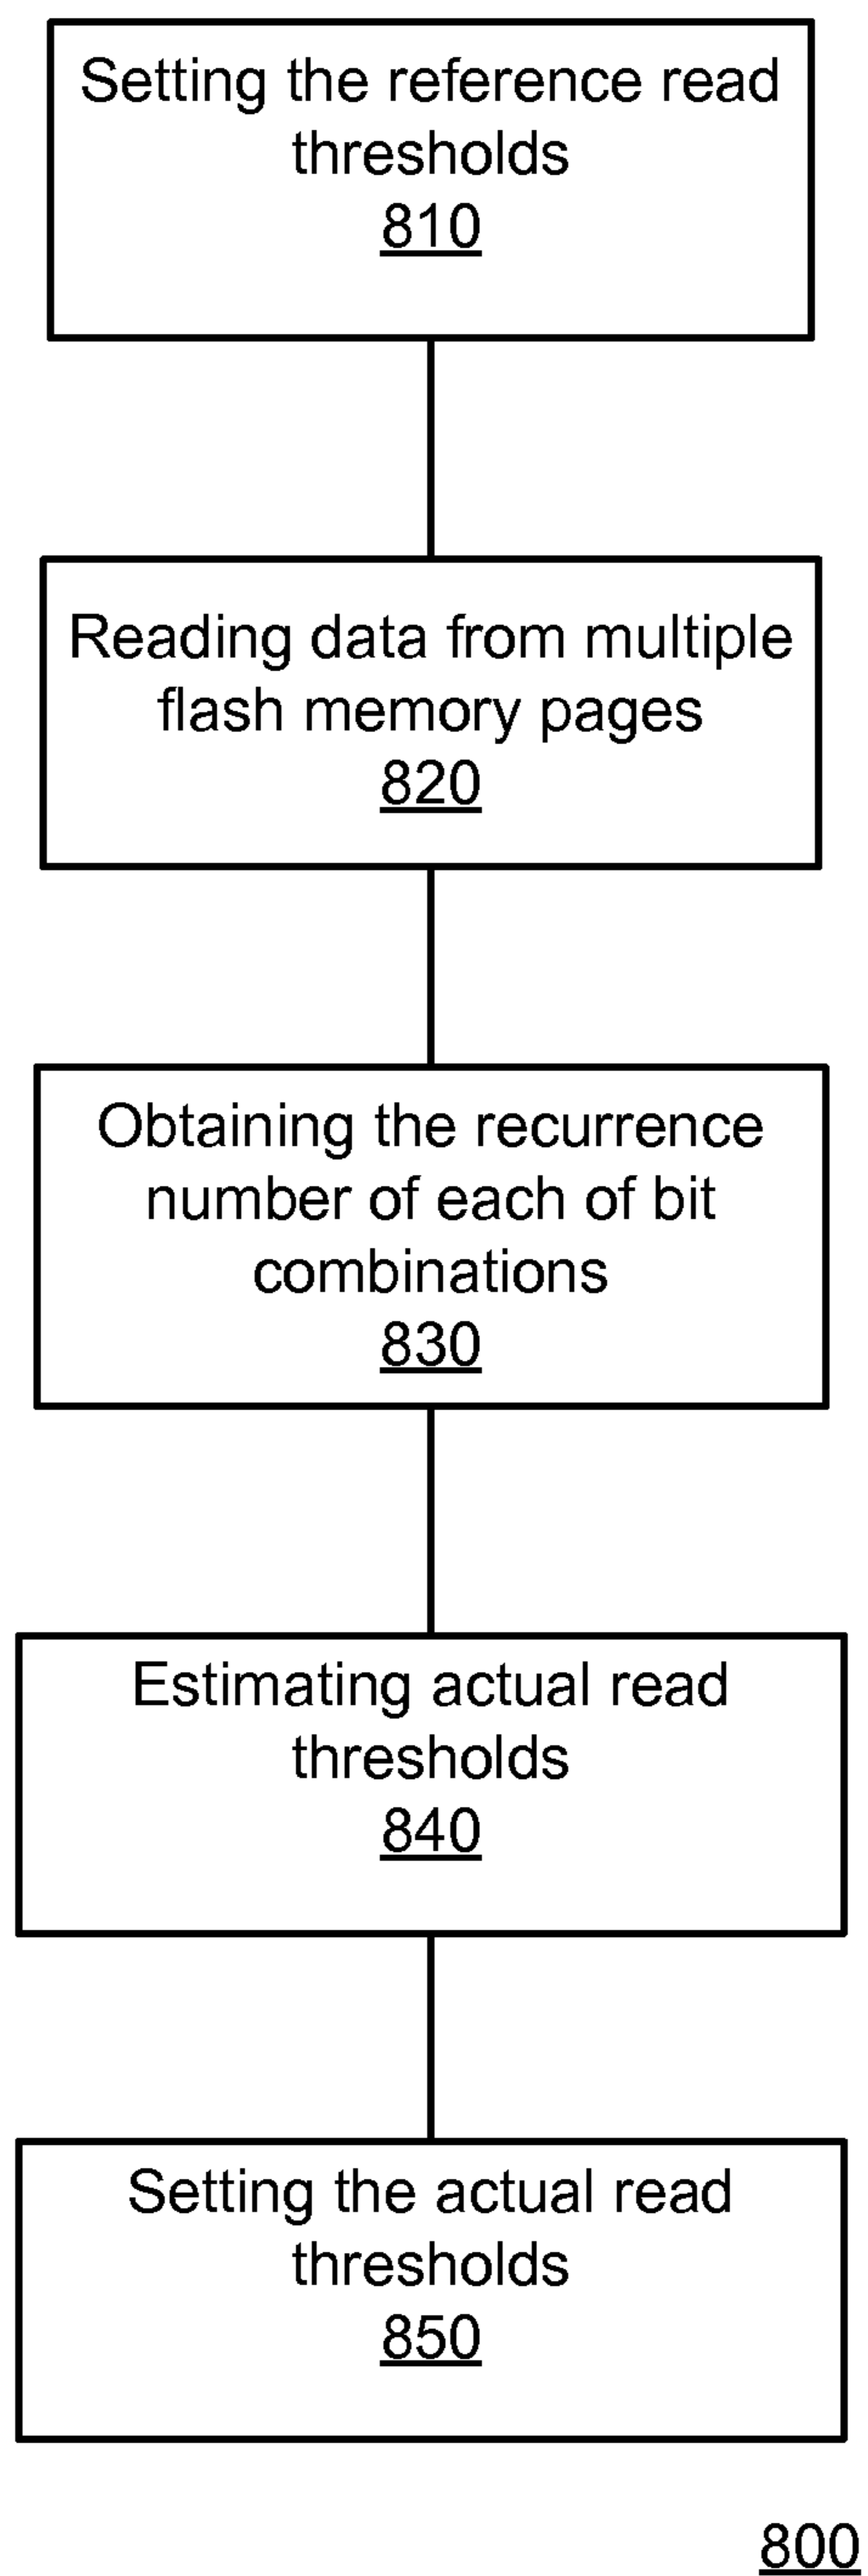 Setting the reference read
thresholds
810
Reading data from multiple
flash memory pages
820
Obtaining the recurrence
number of each of bit
combinations
830
Estimating actual read
thresholds
840
Setting the actual read
thresholds
850
800